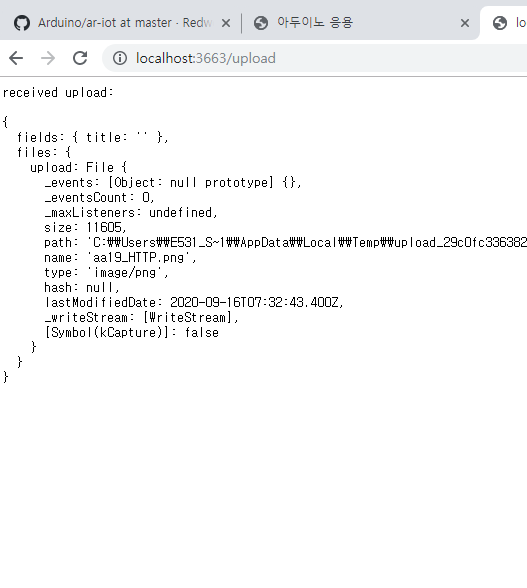 Arduino/ar-iot at master · Redw
아두이노 응용
lo
localhost:3663/upload
received upload:
{
  fields: { title: '' },
  files: {
    upload: File {
      _events: [Object: null prototype] {},
      _eventsCount: 0,
      _maxListeners: undefined,
      size: 11605,
      path: 'C:₩₩Users₩₩E531_S~1₩₩AppData₩₩Local₩₩Temp₩₩upload_29c0fc336382
      name: 'aa19_HTTP.png',
      type: 'image/png',
      hash: null,
      lastModifiedDate: 2020-09-16T07:32:43.400Z,
      _writeStream: [WriteStream],
      [Symbol(kCapture)]: false
    }
  }
}